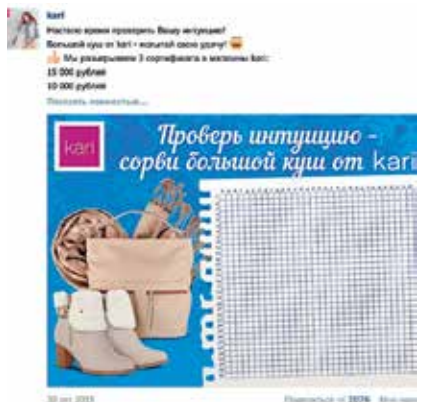 kari
Настало время проверить Вашу интуицию!
Большой куш от kari - испытай свою удачу!
Мы разыгрываем 3 сертификата в магазины kari:
15 000 рублей
10 000 рублей
Показать полностью...
kari
Проверь интуицию -
сорви большой куш от kari
Поделиться